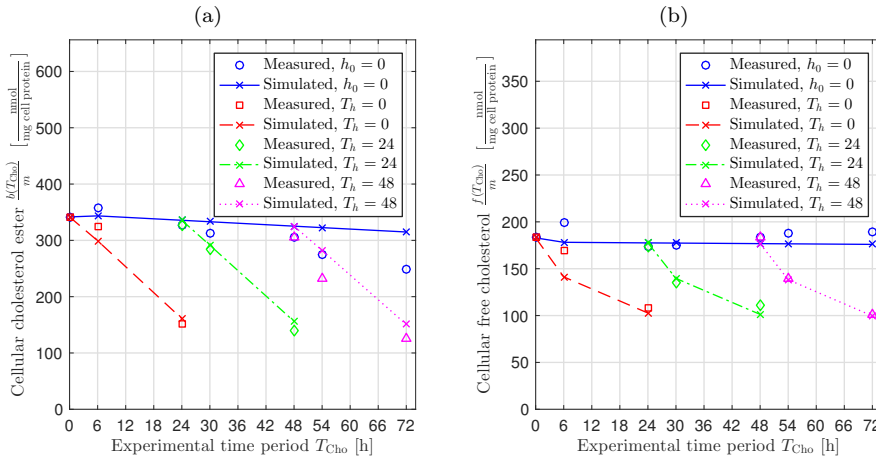 (a)
Cellular cholesterol ester b(T_Cho)/m [nmol/mg cell protein]
600
500
400
300
200
100
0
Measured, h₀ = 0
Simulated, h₀ = 0
Measured, Tₕ = 0
Simulated, Tₕ = 0
Measured, Tₕ = 24
Simulated, Tₕ = 24
Measured, Tₕ = 48
Simulated, Tₕ = 48
0 6 12 18 24 30 36 42 48 54 60 66 72
Experimental time period T_Cho [h]
(b)
Cellular free cholesterol f(T_Cho)/m [nmol/mg cell protein]
350
300
250
200
150
100
50
0
Measured, h₀ = 0
Simulated, h₀ = 0
Measured, Tₕ = 0
Simulated, Tₕ = 0
Measured, Tₕ = 24
Simulated, Tₕ = 24
Measured, Tₕ = 48
Simulated, Tₕ = 48
0 6 12 18 24 30 36 42 48 54 60 66 72
Experimental time period T_Cho [h]